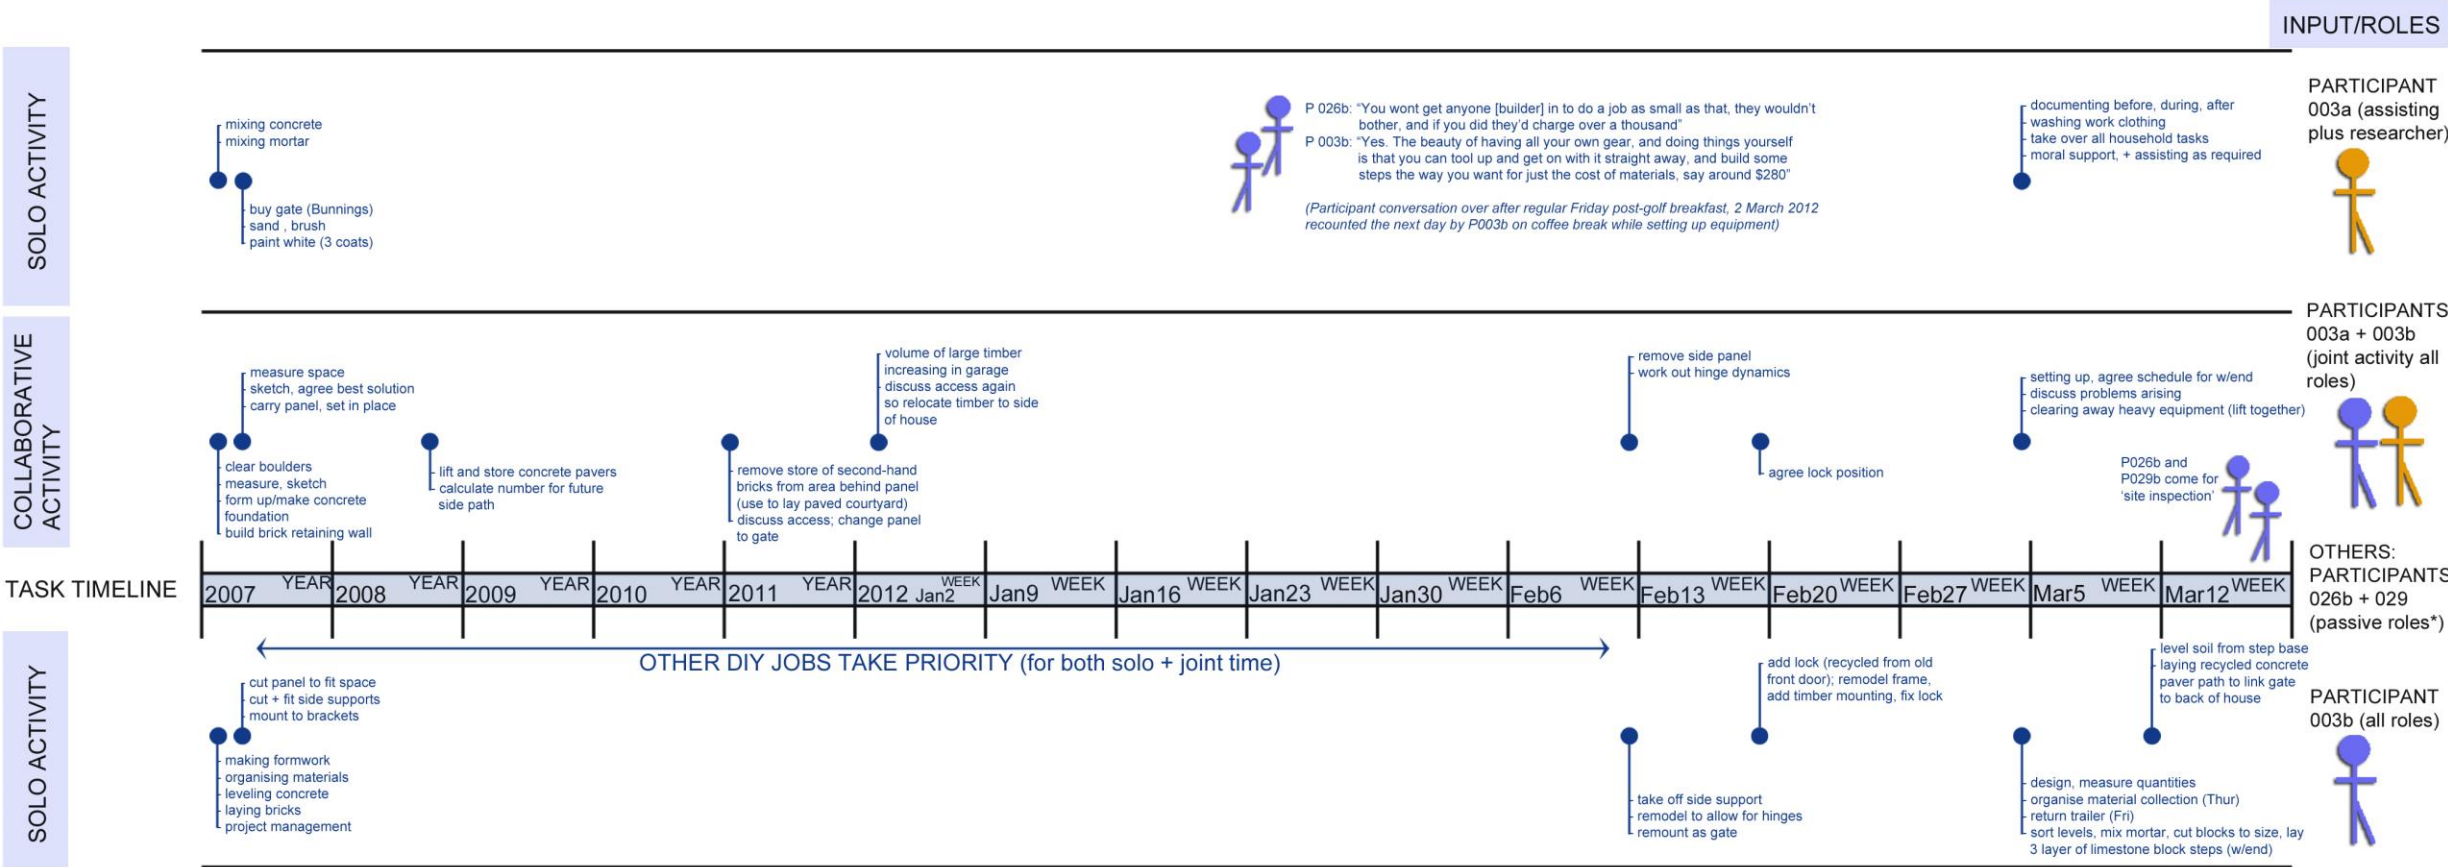 INPUT/ROLES
SOLO ACTIVITY
mixing concrete
mixing mortar
buy gate (Bunnings)
sand , brush
paint white (3 coats)
P 026b: “You wont get anyone [builder] in to do a job as small as that, they wouldn’t
bother, and if you did they’d charge over a thousand”
P 003b: “Yes. The beauty of having all your own gear, and doing things yourself
is that you can tool up and get on with it straight away, and build some
steps the way you want for just the cost of materials, say around $280”
(Participant conversation over after regular Friday post-golf breakfast, 2 March 2012
recounted the next day by P003b on coffee break while setting up equipment)
documenting before, during, after
washing work clothing
take over all household tasks
moral support, + assisting as required
PARTICIPANT
003a (assisting
plus researcher)
COLLABORATIVE
ACTIVITY
measure space
sketch, agree best solution
carry panel, set in place
clear boulders
measure, sketch
form up/make concrete
foundation
build brick retaining wall
lift and store concrete pavers
calculate number for future
side path
remove store of second-hand
bricks from area behind panel
(use to lay paved courtyard)
discuss access; change panel
to gate
volume of large timber
increasing in garage
discuss access again
so relocate timber to side
of house
remove side panel
work out hinge dynamics
agree lock position
setting up, agree schedule for w/end
discuss problems arising
clearing away heavy equipment (lift together)
P026b and
P029b come for
‘site inspection’
PARTICIPANTS
003a + 003b
(joint activity all
roles)
TASK TIMELINE
2007 YEAR
2008 YEAR
2009 YEAR
2010 YEAR
2011 YEAR
2012 Jan2 WEEK
Jan9 WEEK
Jan16 WEEK
Jan23 WEEK
Jan30 WEEK
Feb6 WEEK
Feb13 WEEK
Feb20 WEEK
Feb27 WEEK
Mar5 WEEK
Mar12 WEEK
OTHERS:
PARTICIPANTS
026b + 029
(passive roles*)
OTHER DIY JOBS TAKE PRIORITY (for both solo + joint time)
SOLO ACTIVITY
cut panel to fit space
cut + fit side supports
mount to brackets
making formwork
organising materials
leveling concrete
laying bricks
project management
take off side support
remodel to allow for hinges
remount as gate
add lock (recycled from old
front door); remodel frame,
add timber mounting, fix lock
design, measure quantities
organise material collection (Thur)
return trailer (Fri)
sort levels, mix mortar, cut blocks to size, lay
3 layer of limestone block steps (w/end)
level soil from step base
laying recycled concrete
paver path to link gate
to back of house
PARTICIPANT
003b (all roles)